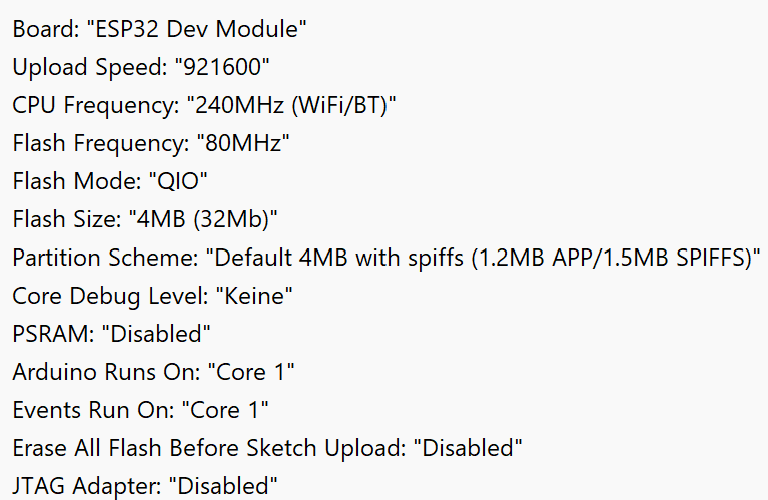 Board: "ESP32 Dev Module"
Upload Speed: "921600"
CPU Frequency: "240MHz (WiFi/BT)"
Flash Frequency: "80MHz"
Flash Mode: "QIO"
Flash Size: "4MB (32Mb)"
Partition Scheme: "Default 4MB with spiffs (1.2MB APP/1.5MB SPIFFS)"
Core Debug Level: "Keine"
PSRAM: "Disabled"
Arduino Runs On: "Core 1"
Events Run On: "Core 1"
Erase All Flash Before Sketch Upload: "Disabled"
JTAG Adapter: "Disabled"